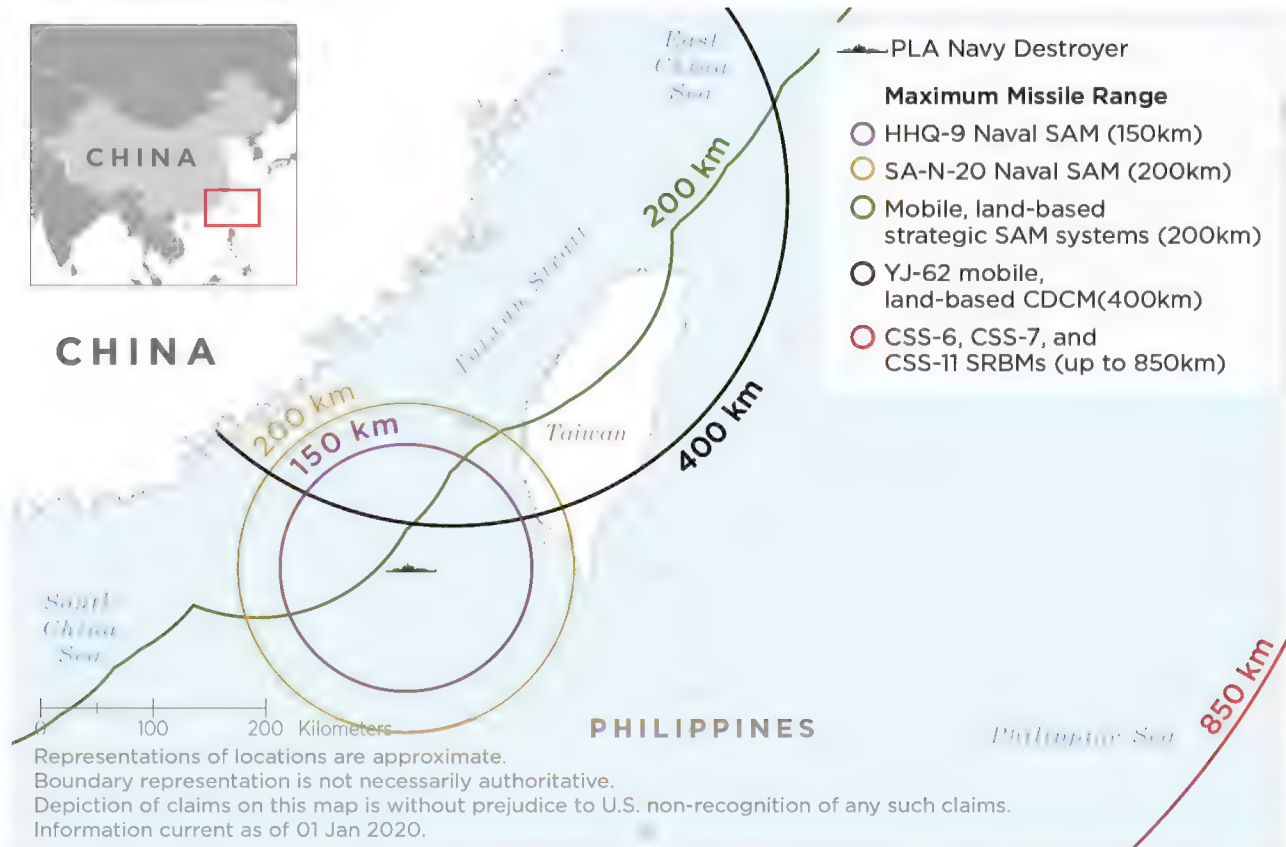 CHINA
East
China
Sea
PLA Navy Destroyer
Maximum Missile Range
HHQ-9 Naval SAM (150km)
SA-N-20 Naval SAM (200km)
Mobile, land-based
strategic SAM systems (200km)
YJ-62 mobile,
land-based CDCM(400km)
CSS-6, CSS-7, and
CSS-11 SRBMs (up to 850km)
200 km
Taiwan Strait
CHINA
200 km
150 km
Taiwan
400 km
South
China
Sea
850 km
0 100 200 Kilometers
PHILIPPINES
Philippine Sea
Representations of locations are approximate.
Boundary representation is not necessarily authoritative.
Depiction of claims on this map is without prejudice to U.S. non-recognition of any such claims.
Information current as of 01 Jan 2020.